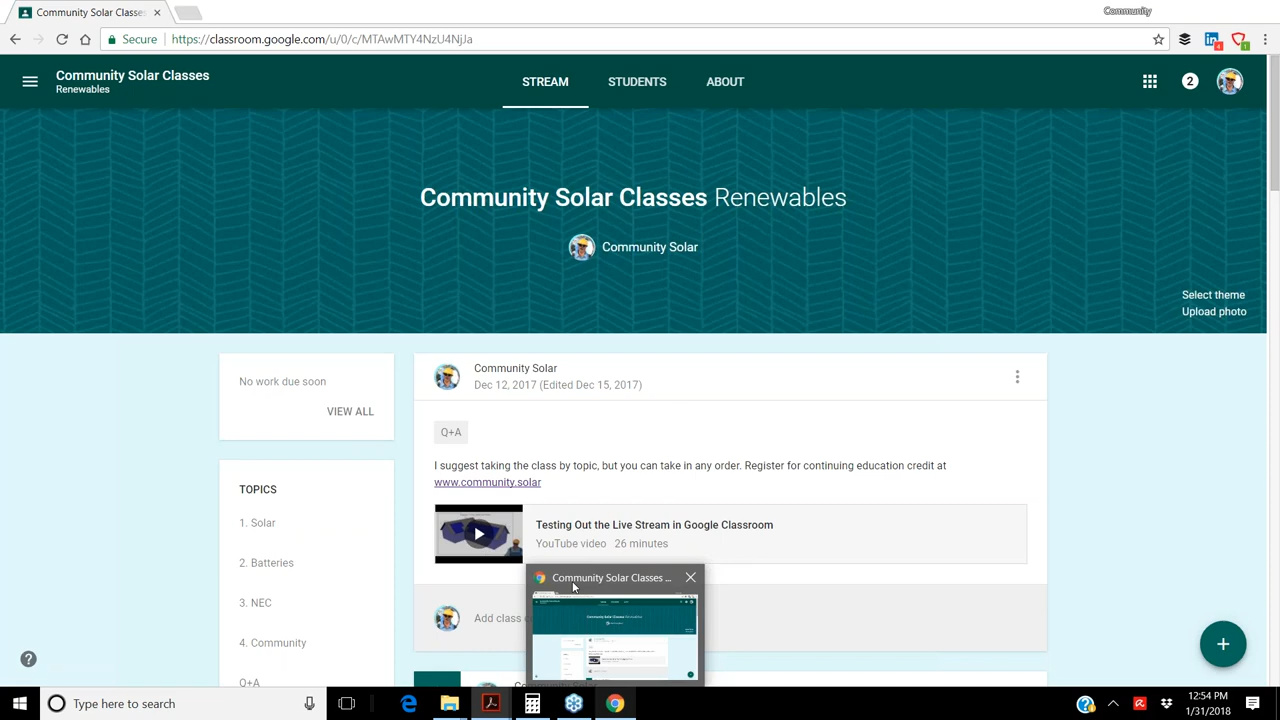 Community Solar Classes
Community
Secure
https://classroom.google.com/u/0/c/MTAwMTY4NzU4NjJa
4
1
Community Solar Classes
Renewables
STREAM
STUDENTS
ABOUT
2
Community Solar Classes Renewables
Community Solar
Select theme
Upload photo
No work due soon
VIEW ALL
Community Solar
Dec 12, 2017 (Edited Dec 15, 2017)
Q+A
I suggest taking the class by topic, but you can take in any order. Register for continuing education credit at
www.community.solar
Testing Out the Live Stream in Google Classroom
YouTube video 26 minutes
TOPICS
1. Solar
2. Batteries
3. NEC
4. Community
Q+A
Community Solar Classes ...
Add class
?
Type here to search
12:54 PM
1/31/2018